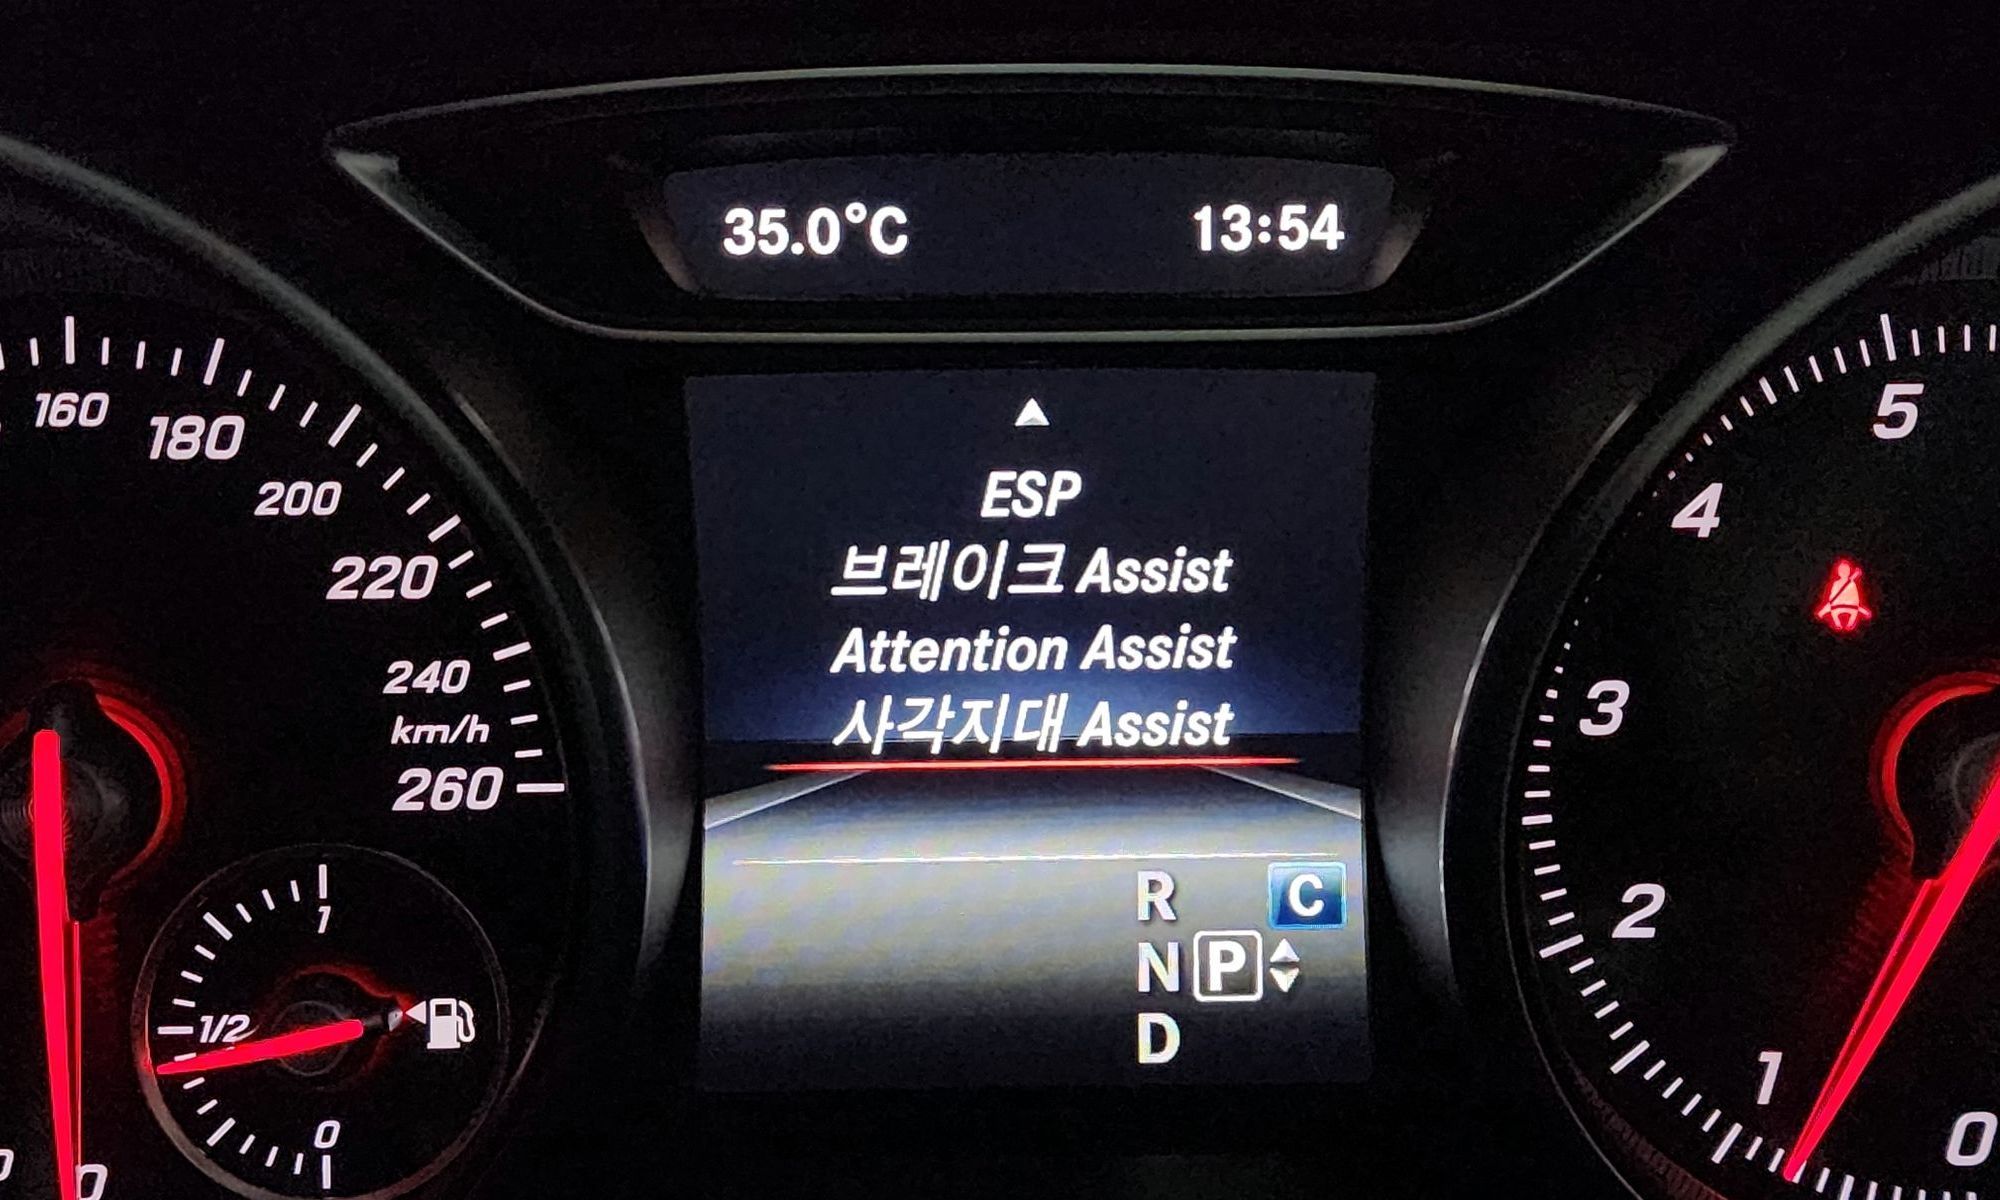 35.0°C 13:54
ESP
브레이크 Assist
Attention Assist
사각지대 Assist
R C
N P
D
160
180
200
220
240
km/h
260
1
1/2
0
0
5
4
3
2
1
0